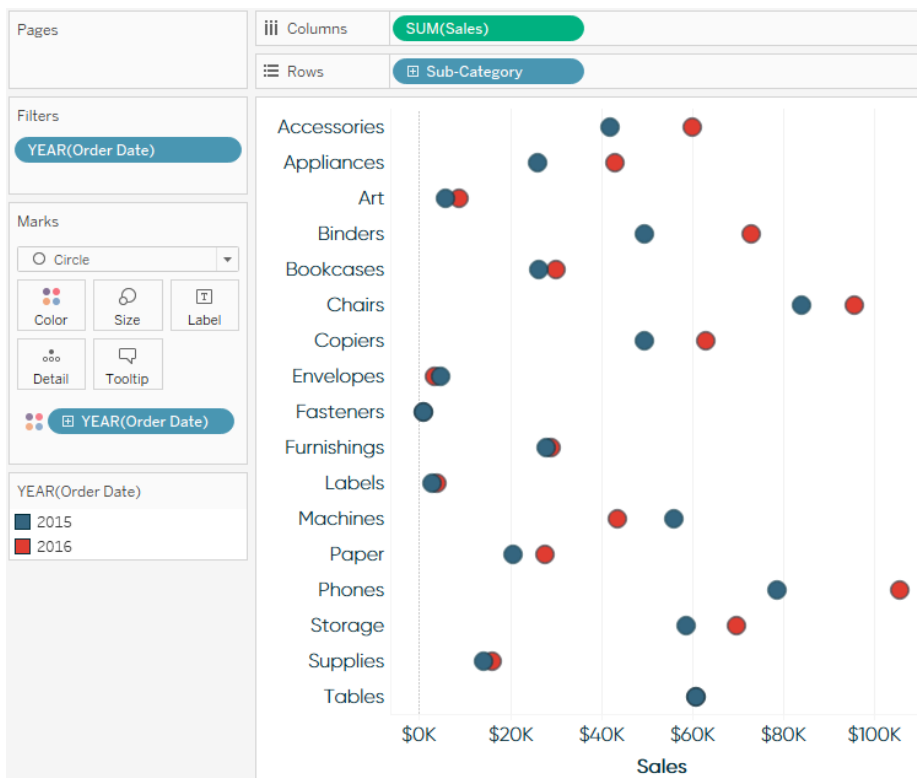 Pages
Columns
SUM(Sales)
Rows
Sub-Category
Filters
YEAR(Order Date)
Marks
Circle
Color
Size
Label
Detail
Tooltip
YEAR(Order Date)
YEAR(Order Date)
2015
2016
Accessories
Appliances
Art
Binders
Bookcases
Chairs
Copiers
Envelopes
Fasteners
Furnishings
Labels
Machines
Paper
Phones
Storage
Supplies
Tables
$0K $20K $40K $60K $80K $100K
Sales